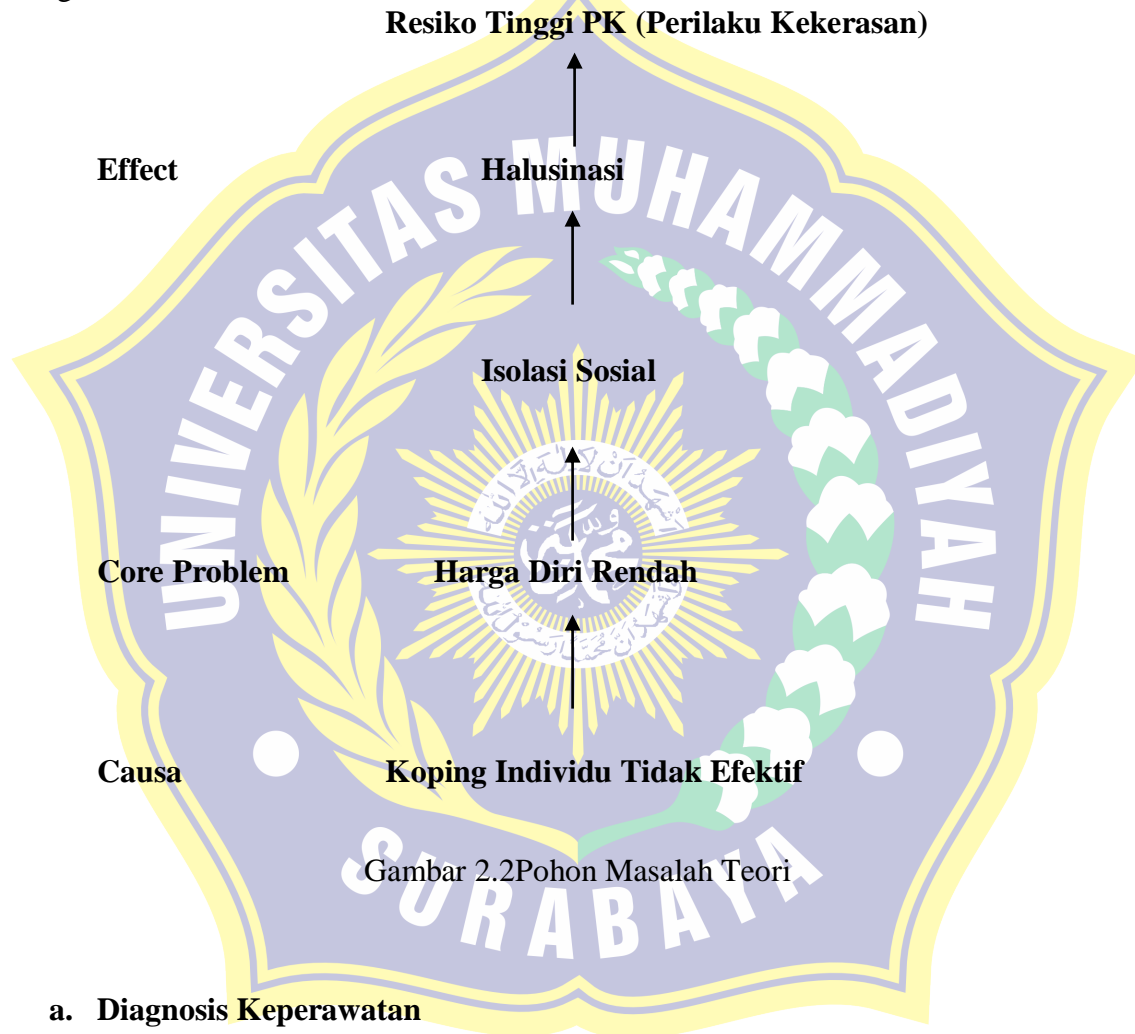 Resiko Tinggi PK (Perilaku Kekerasan)
Effect Halusinasi
Isolasi Sosial
Core Problem Harga Diri Rendah
Causa Koping Individu Tidak Efektif
Gambar 2.2Pohon Masalah Teori
a. Diagnosis Keperawatan
UNIVERSITAS MUHAMMADIYAH
SURABAYA